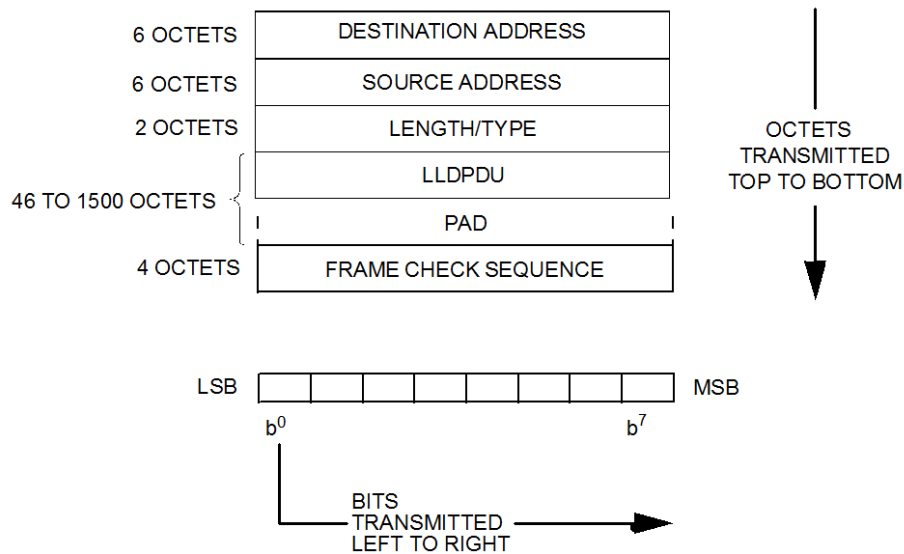 6 OCTETS DESTINATION ADDRESS
6 OCTETS SOURCE ADDRESS
2 OCTETS LENGTH/TYPE
LLDPDU
46 TO 1500 OCTETS
PAD
4 OCTETS FRAME CHECK SEQUENCE
OCTETS
TRANSMITTED
TOP TO BOTTOM
LSB MSB
b0 b7
BITS
TRANSMITTED
LEFT TO RIGHT